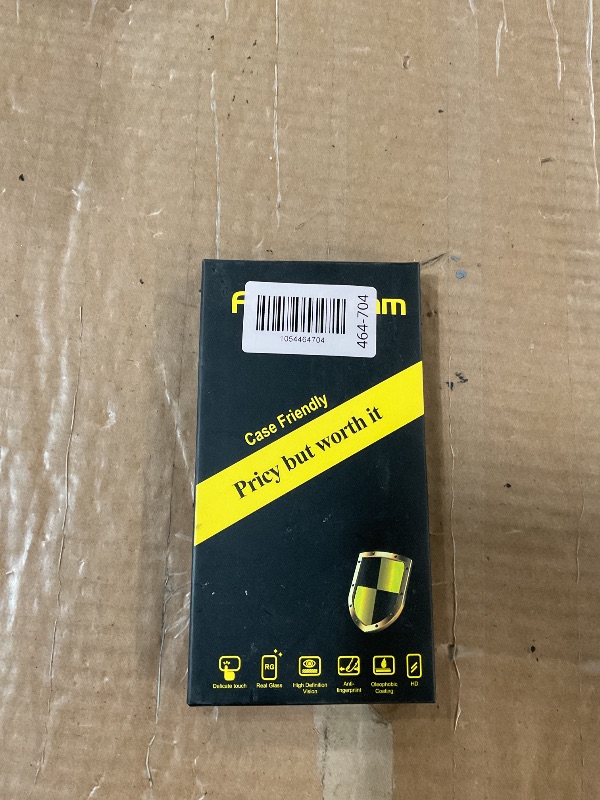 1054464704
464-704
Case Friendly
Pricy but worth it
RG
Delicate touch
Real Glass
High Definition
Vision
Anti-
fingerprint
Oleophobic
Coating
HD